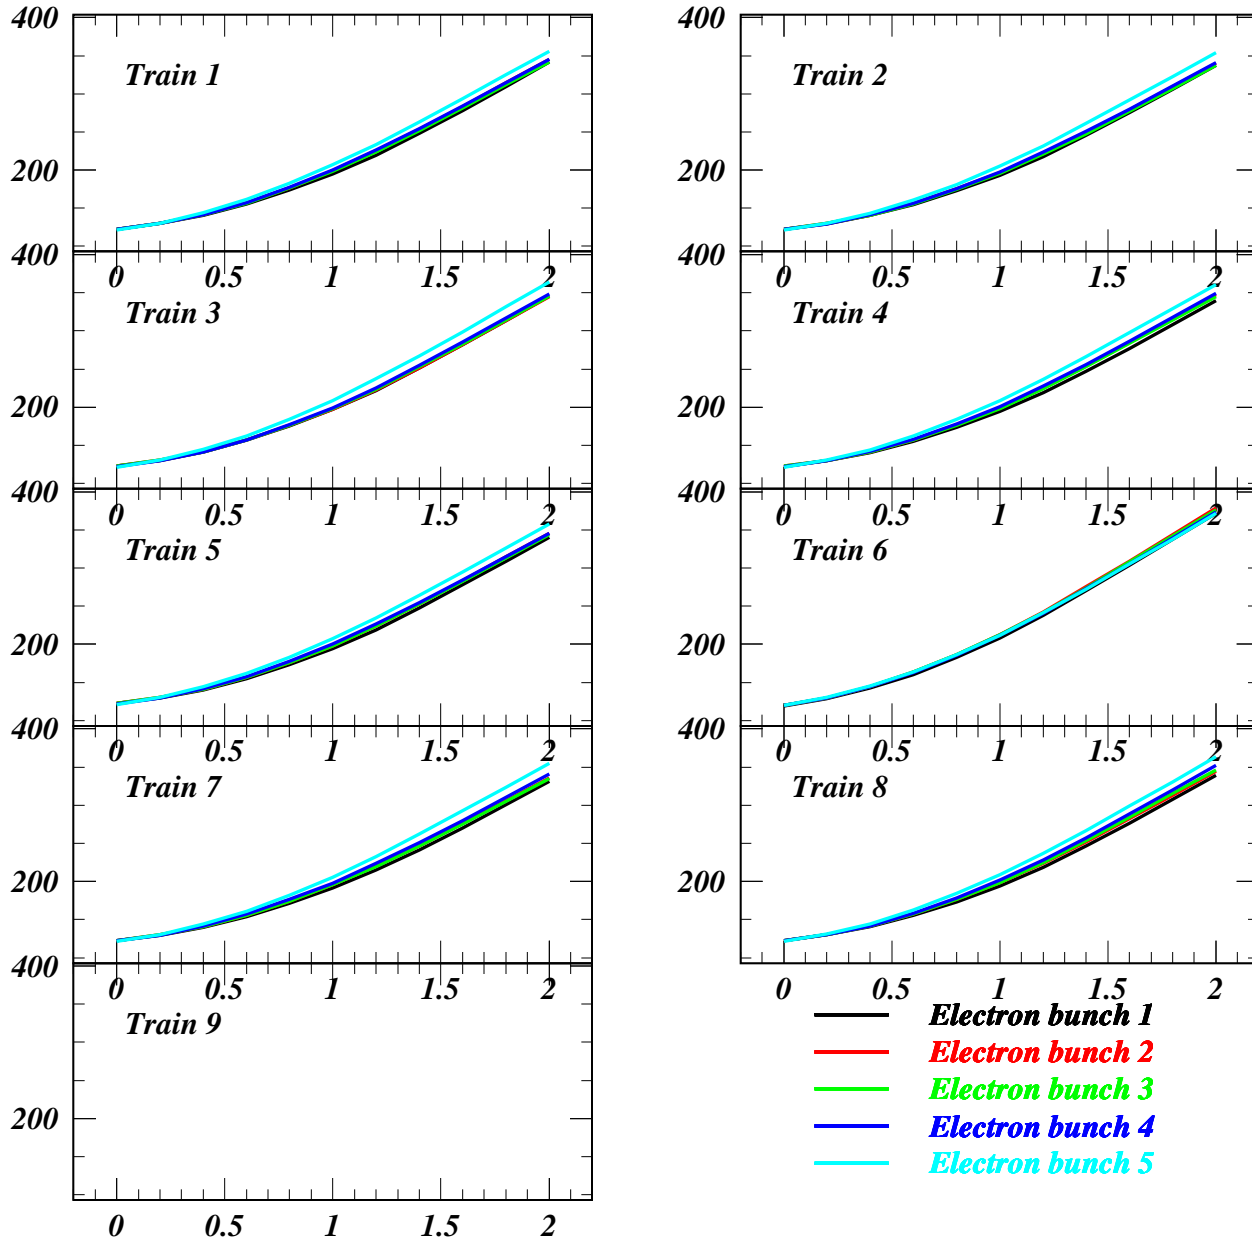 400
Train 1
200
400
Train 2
200
0 0.5 1 1.5 2
0 0.5 1 1.5 2
400
Train 3
200
400
Train 4
200
0 0.5 1 1.5 2
0 0.5 1 1.5 2
400
Train 5
200
400
Train 6
200
0 0.5 1 1.5 2
0 0.5 1 1.5 2
400
Train 7
200
400
Train 8
200
0 0.5 1 1.5 2
0 0.5 1 1.5 2
400
Train 9
200
0 0.5 1 1.5 2
Electron bunch 1
Electron bunch 2
Electron bunch 3
Electron bunch 4
Electron bunch 5